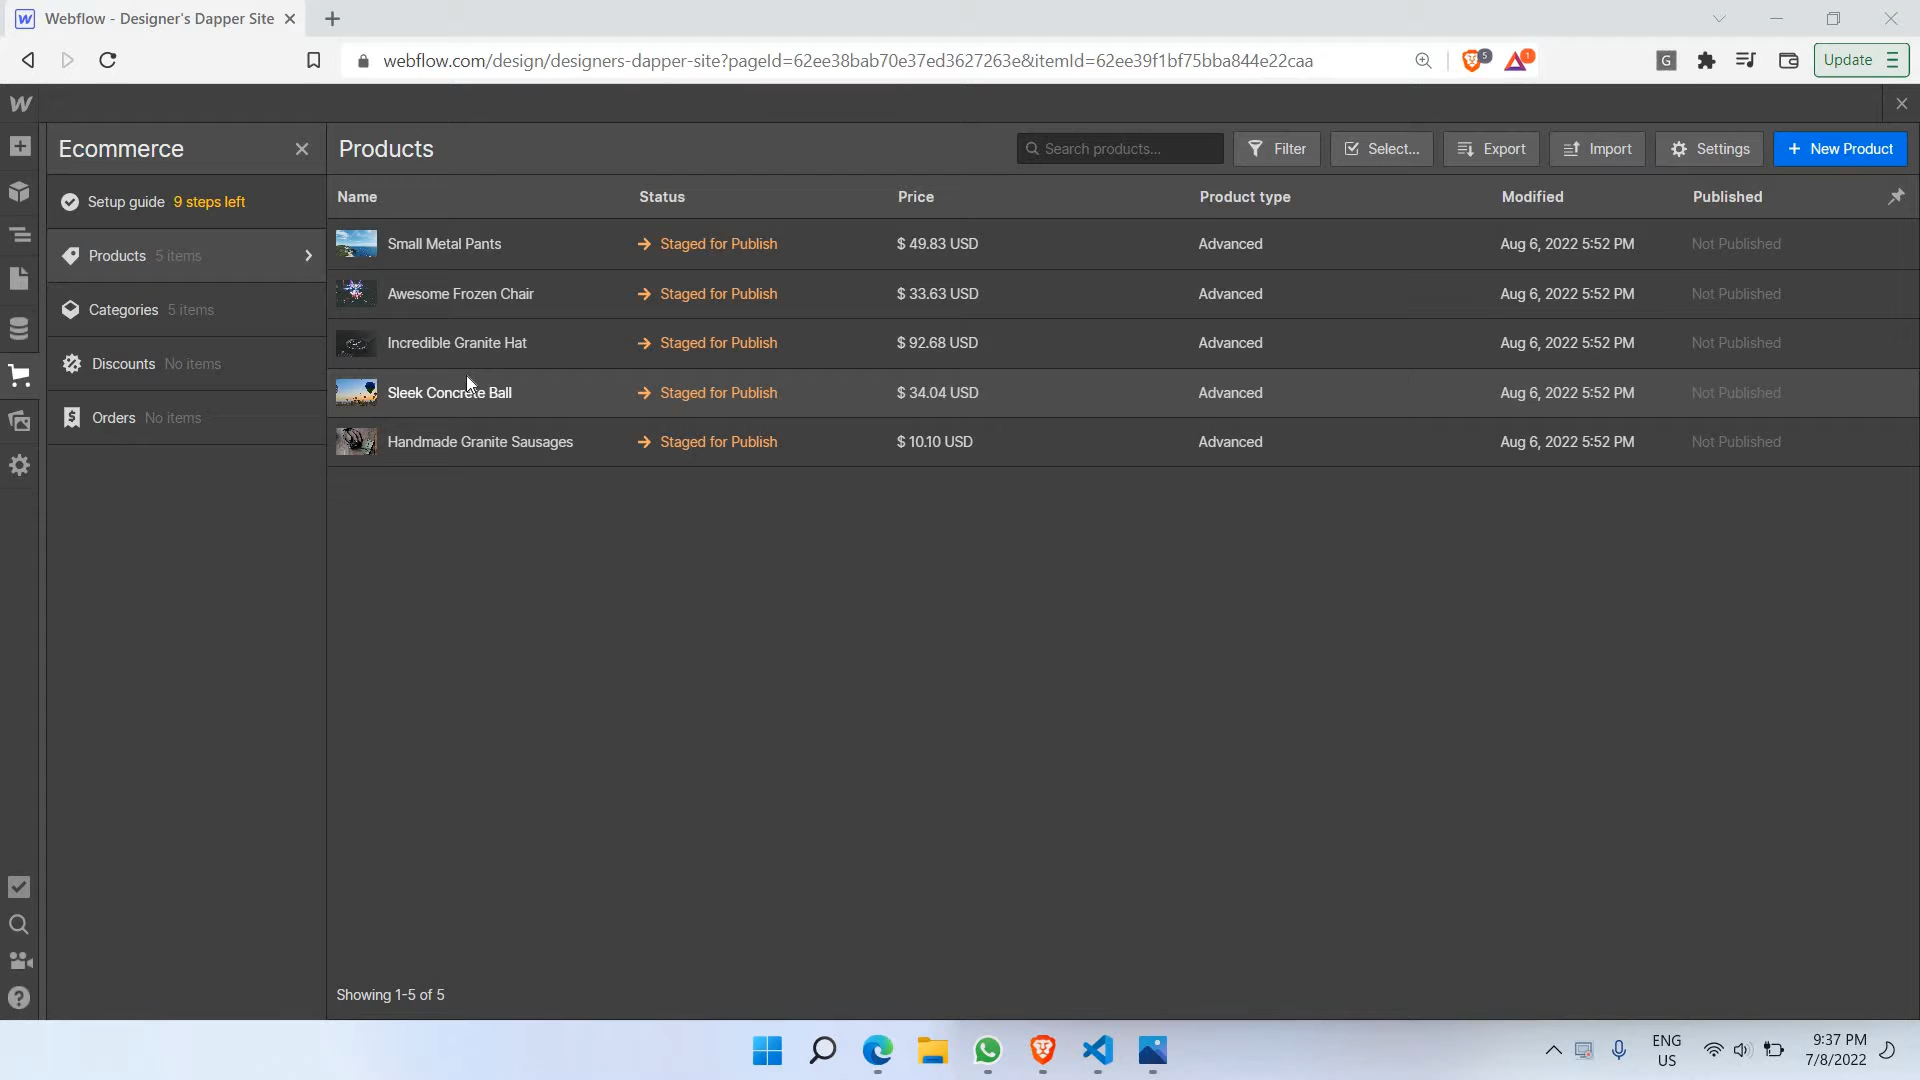 Webflow - Designer's Dapper Site
webflow.com/design/designers-dapper-site?pageId=62ee38bab70e37ed3627263e&itemId=62ee39f1bf75bba844e22caa
5
1
G
Update
Ecommerce
Products
Search products...
Filter
Select...
Export
Import
Settings
+ New Product
Setup guide 9 steps left
Products 5 items
Categories 5 items
Discounts No items
Orders No items
Name Status Price Product type Modified Published
Small Metal Pants Staged for Publish $ 49.83 USD Advanced Aug 6, 2022 5:52 PM Not Published
Awesome Frozen Chair Staged for Publish $ 33.63 USD Advanced Aug 6, 2022 5:52 PM Not Published
Incredible Granite Hat Staged for Publish $ 92.68 USD Advanced Aug 6, 2022 5:52 PM Not Published
Sleek Concrete Ball Staged for Publish $ 34.04 USD Advanced Aug 6, 2022 5:52 PM Not Published
Handmade Granite Sausages Staged for Publish $ 10.10 USD Advanced Aug 6, 2022 5:52 PM Not Published
Showing 1-5 of 5
ENG
US
9:37 PM
7/8/2022